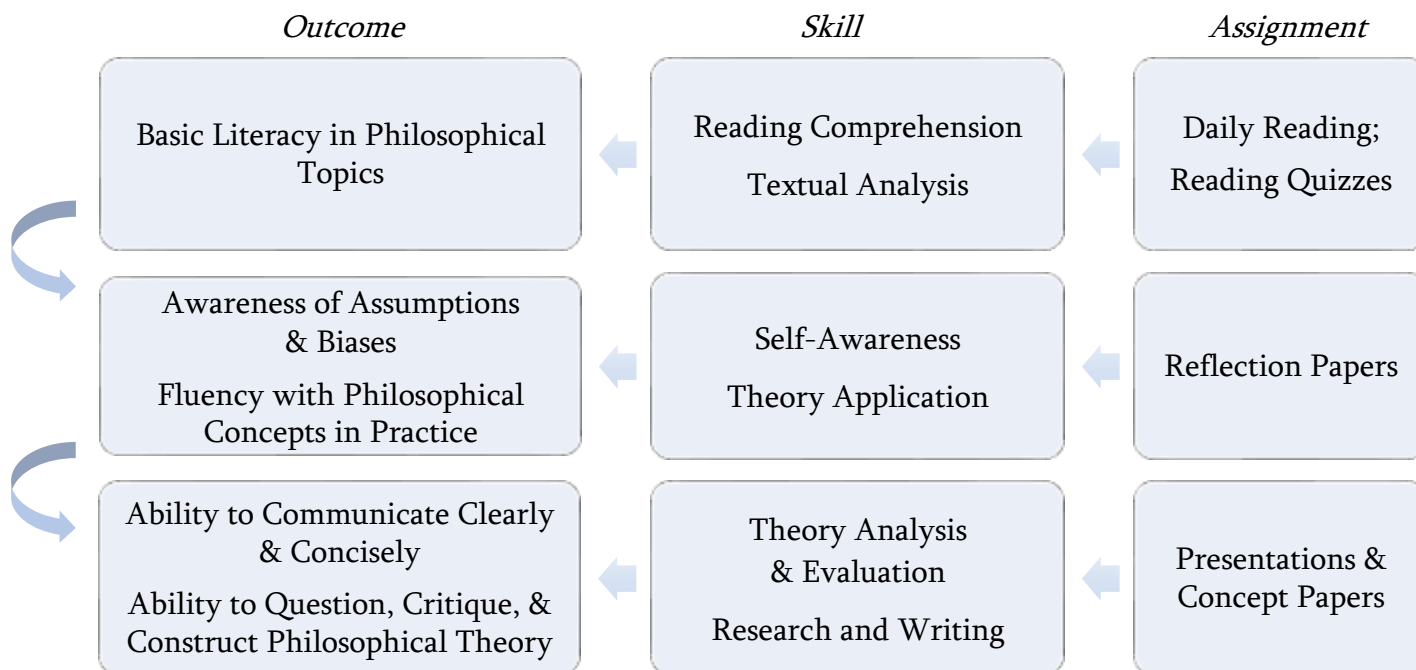 Outcome
Skill
Assignment
Basic Literacy in Philosophical
Topics
Reading Comprehension
Textual Analysis
Daily Reading;
Reading Quizzes
Awareness of Assumptions
& Biases
Fluency with Philosophical
Concepts in Practice
Self-Awareness
Theory Application
Reflection Papers
Ability to Communicate Clearly
& Concisely
Ability to Question, Critique, &
Construct Philosophical Theory
Theory Analysis
& Evaluation
Research and Writing
Presentations &
Concept Papers